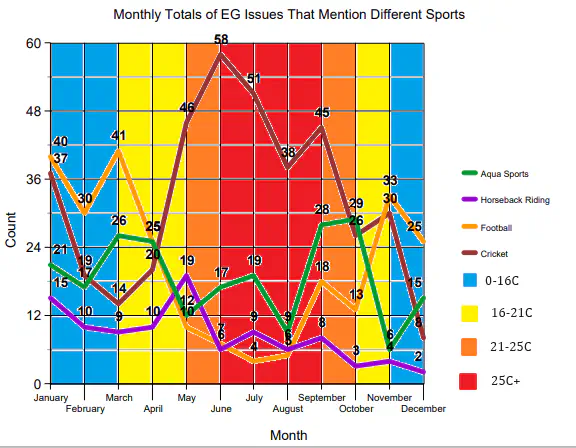 Monthly Totals of EG Issues That Mention Different Sports
Count
60
48
36
24
12
0
40
37
21
15
30
19
17
10
41
26
14
9
25
25
20
10
46
19
12
10
58
17
7
6
51
19
9
4
38
9
6
5
45
28
18
8
29
26
13
3
33
30
6
4
25
15
8
2
January
February
March
April
May
June
July
August
September
October
November
December
Month
Aqua Sports
Horseback Riding
Football
Cricket
0-16C
16-21C
21-25C
25C+